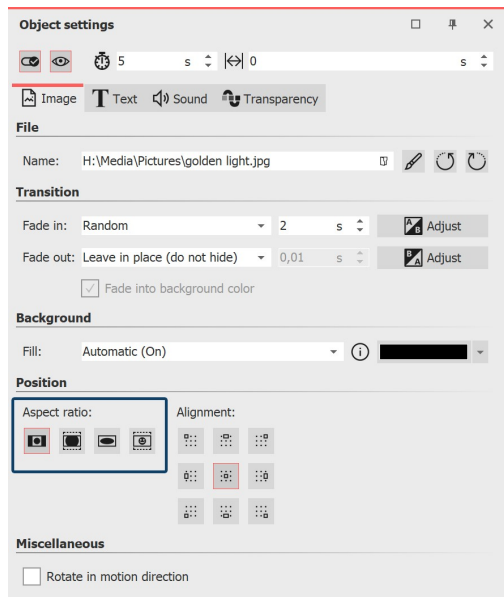 Object settings
5 s 0 s
Image Text Sound Transparency
File
Name: H:\Media\Pictures\golden light.jpg
Transition
Fade in: Random 2 s A B Adjust
Fade out: Leave in place (do not hide) 0,01 s B A Adjust
Fade into background color
Background
Fill: Automatic (On)
Position
Aspect ratio: Alignment:
Miscellaneous
Rotate in motion direction